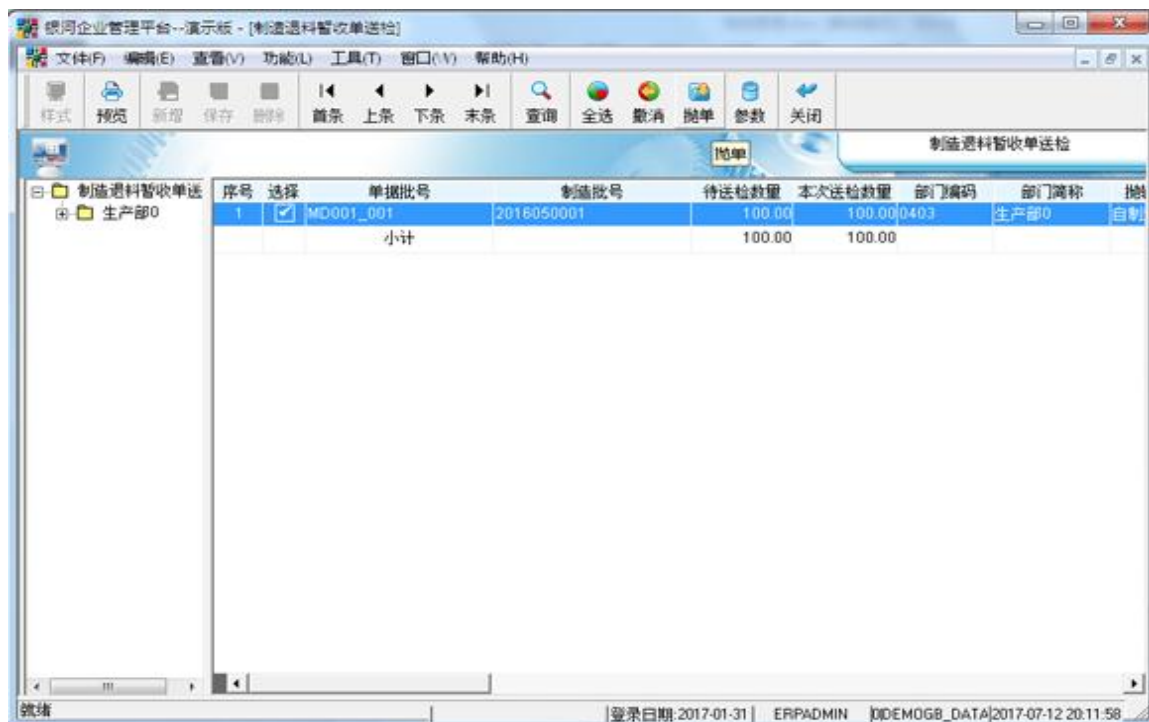 银河企业管理平台--演示版 - [制造退料暂收单送检]
文件(F) 编辑(E) 查看(V) 功能(L) 工具(T) 窗口(W) 帮助(H)
样式 预览 新增 保存 删除 首条 上条 下条 末条 查询 全选 撤消 抛单 参数 关闭
抛单
制造退料暂收单送检
制造退料暂收单送
生产部0
序号 选择 单据批号 制造批号 待送检数量 本次送检数量 部门编码 部门简称
1 MD001_001 2016050001 100.00 100.00 0403 生产部0 自制
小计 100.00 100.00
就绪
登录日期:2017-01-31 ERPADMIN DEMOGB_DATA 2017-07-12 20:11:58